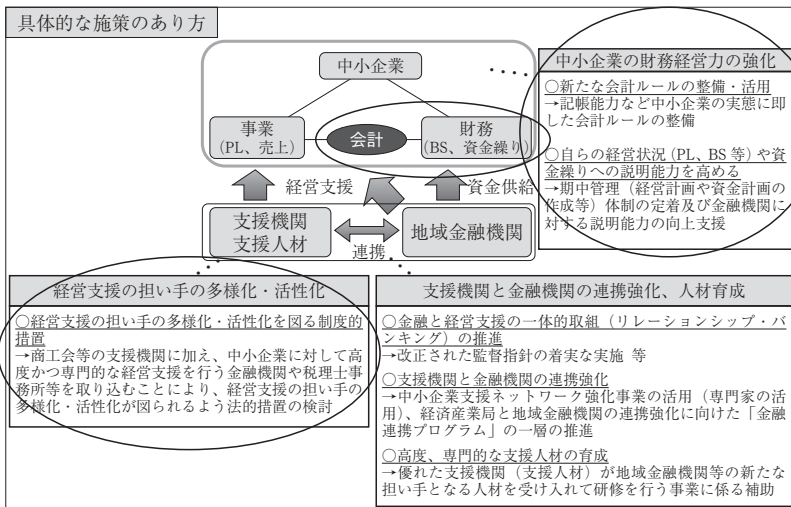 具体的な施策のあり方
中小企業
事業
（PL、売上）
会計
財務
（BS、資金繰り）
経営支援
資金供給
支援機関
支援人材
連携
地域金融機関
中小企業の財務経営力の強化
○新たな会計ルールの整備・活用
→記帳能力など中小企業の実態に即
した会計ルールの整備
○自らの経営状況（PL、BS 等）や資
金繰りへの説明能力を高める
→期中管理（経営計画や資金計画の
作成等）体制の定着及び金融機関に
対する説明能力の向上支援
経営支援の担い手の多様化・活性化
○経営支援の担い手の多様化・活性化を図る制度的
措置
→商工会等の支援機関に加え、中小企業に対して高
度かつ専門的な経営支援を行う金融機関や税理士事
務所等を取り込むことにより、経営支援の担い手の
多様化・活性化が図られるよう法的措置の検討
支援機関と金融機関の連携強化、人材育成
○金融と経営支援の一体的取組（リレーションシップ・バ
ンキング）の推進
→改正された監督指針の着実な実施 等
○支援機関と金融機関の連携強化
→中小企業支援ネットワーク強化事業の活用（専門家の活
用）、経済産業局と地域金融機関の連携強化に向けた「金融
連携プログラム」の一層の推進
○高度、専門的な支援人材の育成
→優れた支援機関（支援人材）が地域金融機関等の新たな
担い手となる人材を受け入れて研修を行う事業に係る補助